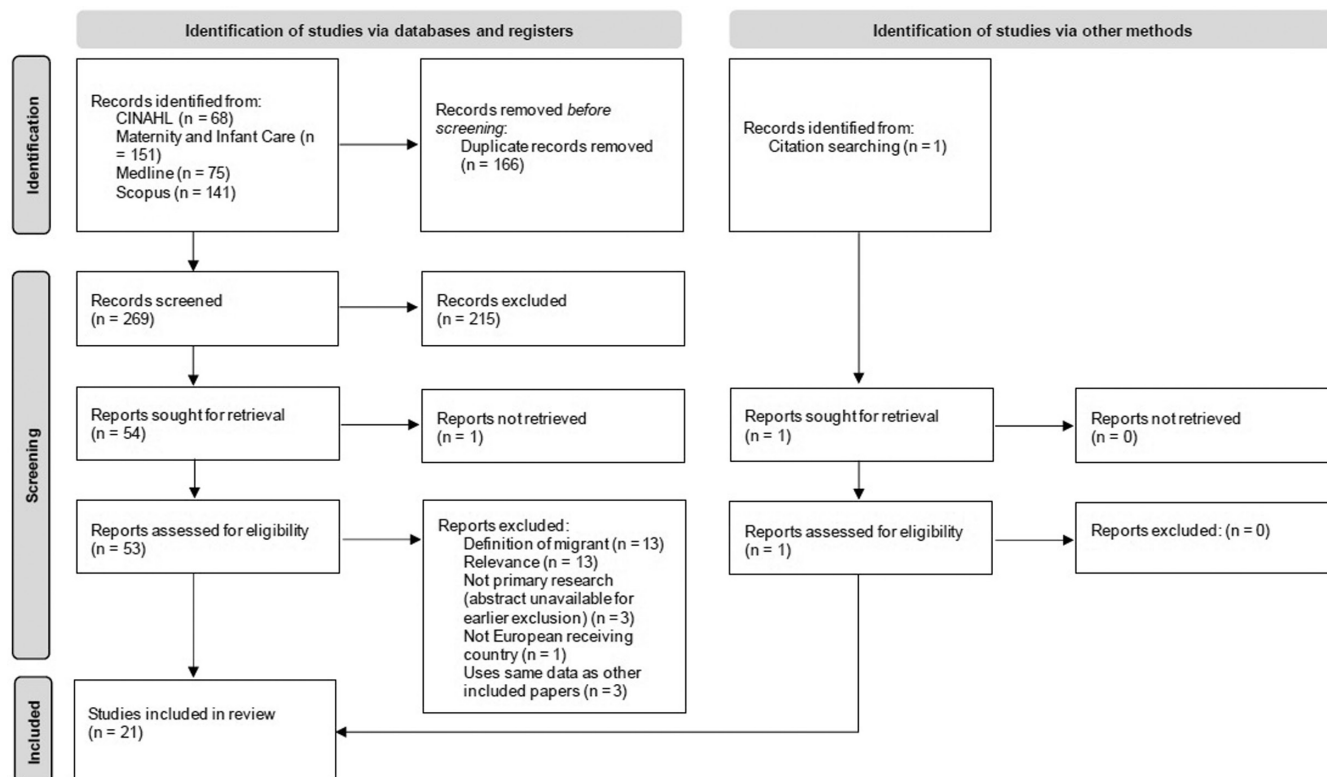 Identification of studies via databases and registers
Identification of studies via other methods
Identification
Records identified from:
CINAHL (n = 68)
Maternity and Infant Care (n
= 151)
Medline (n = 75)
Scopus (n = 141)
Records removed before
screening:
Duplicate records removed
(n = 166)
Records identified from:
Citation searching (n = 1)
Screening
Records screened
(n = 269)
Records excluded
(n = 215)
Reports sought for retrieval
(n = 54)
Reports not retrieved
(n = 1)
Reports sought for retrieval
(n = 1)
Reports not retrieved
(n = 0)
Reports assessed for eligibility
(n = 53)
Reports excluded:
Definition of migrant (n = 13)
Relevance (n = 13)
Not primary research
(abstract unavailable for
earlier exclusion) (n = 3)
Not European receiving
country (n = 1)
Uses same data as other
included papers (n = 3)
Reports assessed for eligibility
(n = 1)
Reports excluded: (n = 0)
Included
Studies included in review
(n = 21)